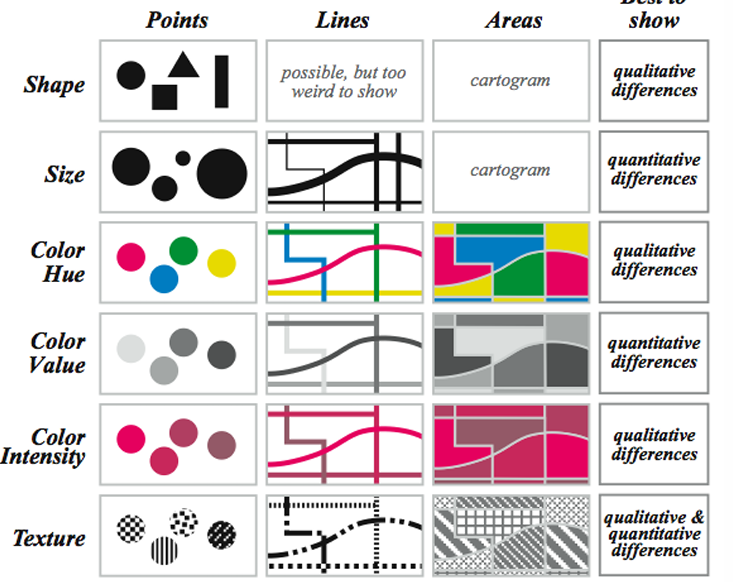 Best to
Points Lines Areas show
Shape
possible, but too
weird to show
cartogram
qualitative
differences
Size
cartogram
quantitative
differences
Color
Hue
qualitative
differences
Color
Value
quantitative
differences
Color
Intensity
qualitative
differences
Texture
qualitative &
quantitative
differences